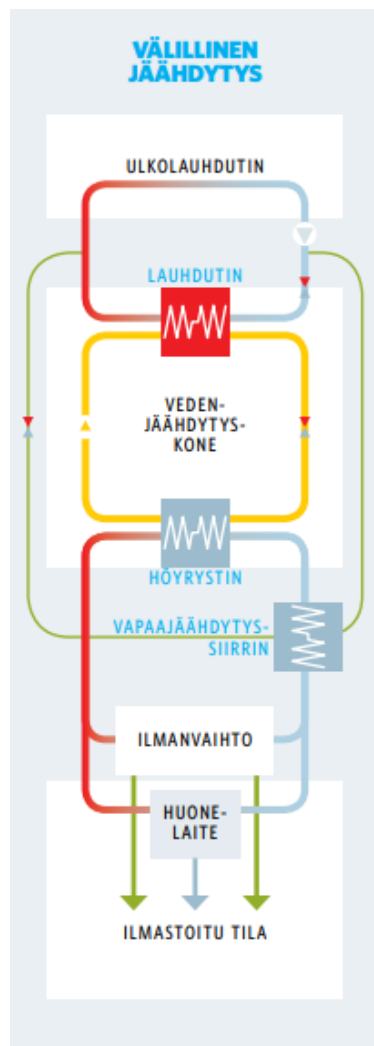 VÄLILLINEN
JÄÄHDYTYS
ULKOLAUHDUTIN
LAUHDUTIN
VEDEN-
JÄÄHDYTYS-
KONE
HÖYRYSTIN
VAPAAJÄÄHDYTYS-
SIIRRIN
ILMANVAIHTO
HUONE-
LAITE
ILMASTOITU TILA